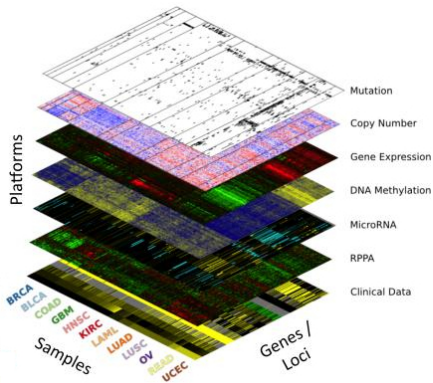 Mutation
Copy Number
Gene Expression
DNA Methylation
MicroRNA
RPPA
Clinical Data
Platforms
BRCA
BLCA
COAD
GBM
HNSC
KIRC
LAML
LUAD
LUSC
OV
READ
UCEC
Samples
Genes /
Loci